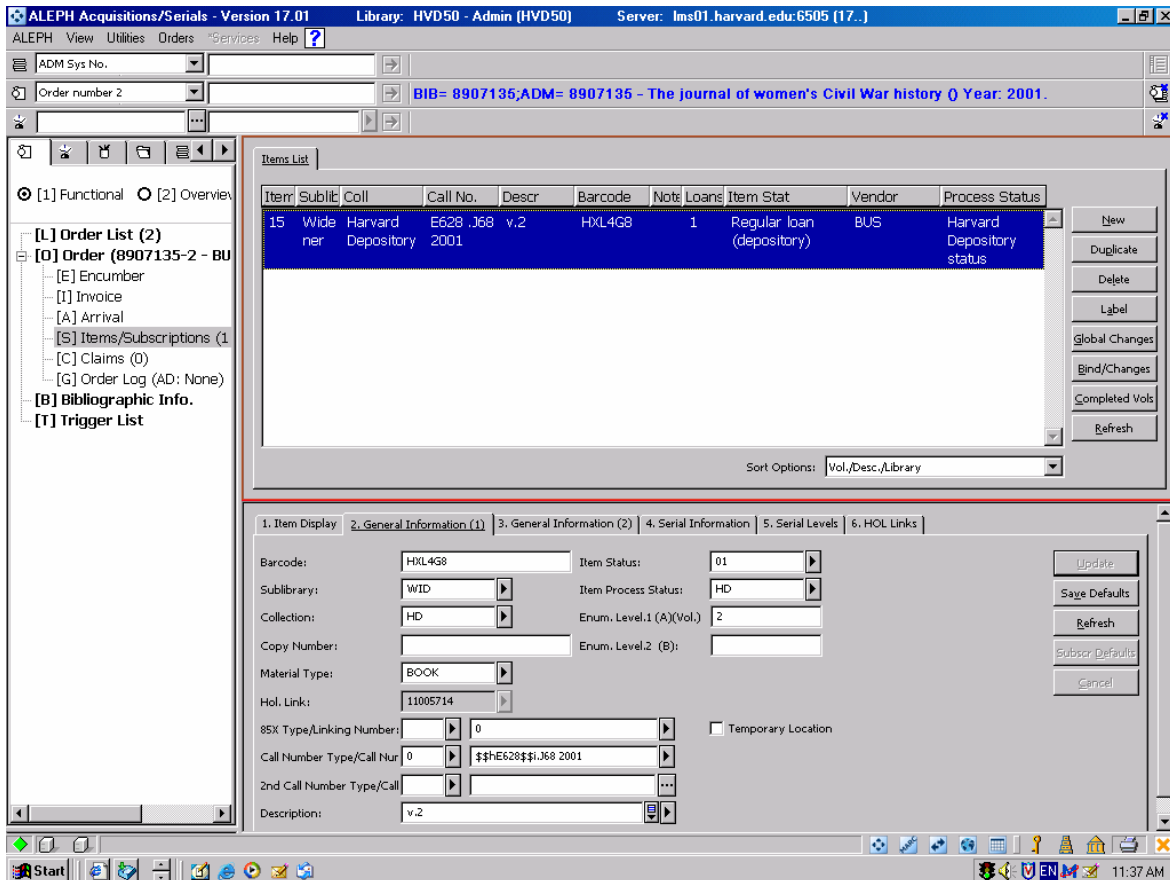 ALEPH Acquisitions/Serials - Version 17.01 Library: HVD50 - Admin (HVD50) Server: lms01.harvard.edu:6505 (17..)
ALEPH View Utilities Orders *Services Help ?
ADM Sys No.
Order number 2 BIB= 8907135;ADM= 8907135 - The journal of women's Civil War history () Year: 2001.
[1] Functional [2] Overview
[L] Order List (2)
[O] Order (8907135-2 - BU
[E] Encumber
[I] Invoice
[A] Arrival
[S] Items/Subscriptions (1
[C] Claims (0)
[G] Order Log (AD: None)
[B] Bibliographic Info.
[T] Trigger List
Items List
Item Sublib Coll Call No. Descr Barcode Note Loans Item Stat Vendor Process Status
15 Wide Harvard E628 .J68 v.2 HXL4G8 1 Regular loan BUS Harvard
ner Depository 2001 (depository) Depository
status
New
Duplicate
Delete
Label
Global Changes
Bind/Changes
Completed Vols
Refresh
Sort Options: Vol./Desc./Library
1. Item Display 2. General Information (1) 3. General Information (2) 4. Serial Information 5. Serial Levels 6. HOL Links
Barcode: HXL4G8 Item Status: 01
Sublibrary: WID Item Process Status: HD
Collection: HD Enum. Level.1 (A)(Vol.) 2
Copy Number: Enum. Level.2 (B):
Material Type: BOOK
Hol. Link: 11005714
85X Type/Linking Number: 0 Temporary Location
Call Number Type/Call Nur 0 $$hE628$$i.J68 2001
2nd Call Number Type/Call
Description: v.2
Update
Save Defaults
Refresh
Subscr Defaults
Cancel
Start EN 11:37 AM